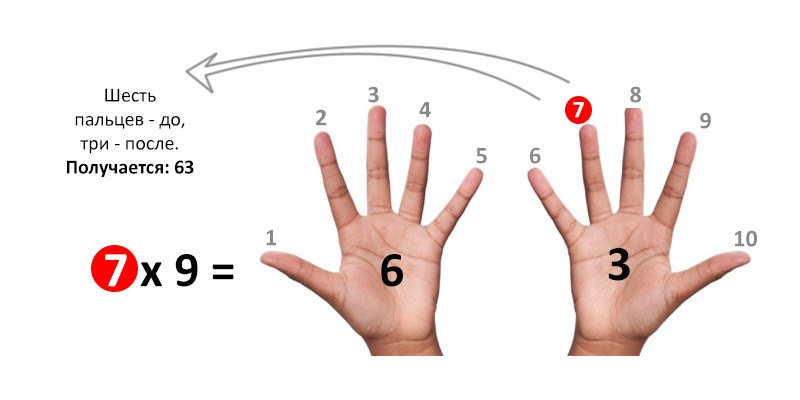 Шесть
пальцев - до,
три - после.
Получается: 63
7 x 9 =
1
2
3
4
5
6
6
7
8
9
10
3